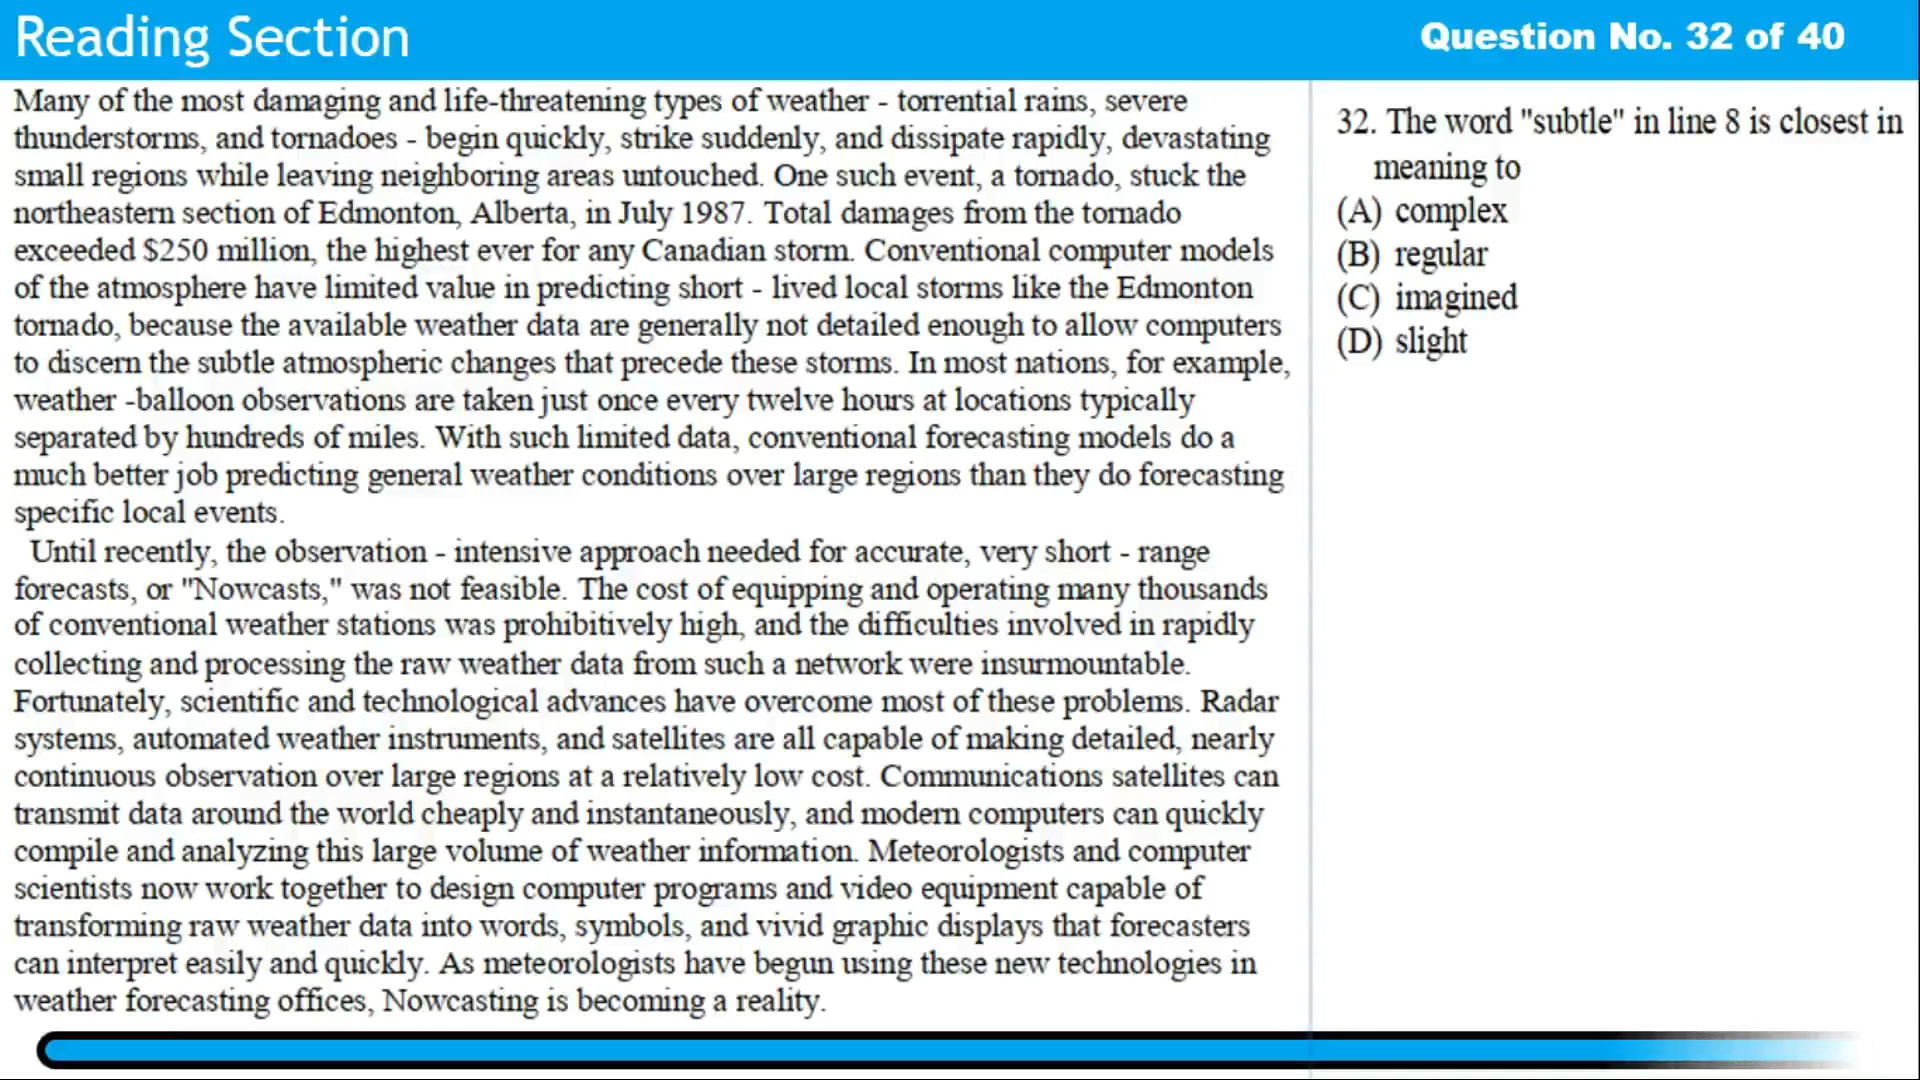 Reading Section
Question No. 32 of 40
Many of the most damaging and life-threatening types of weather - torrential rains, severe
thunderstorms, and tornadoes - begin quickly, strike suddenly, and dissipate rapidly, devastating
small regions while leaving neighboring areas untouched. One such event, a tornado, stuck the
northeastern section of Edmonton, Alberta, in July 1987. Total damages from the tornado
exceeded $250 million, the highest ever for any Canadian storm. Conventional computer models
of the atmosphere have limited value in predicting short - lived local storms like the Edmonton
tornado, because the available weather data are generally not detailed enough to allow computers
to discern the subtle atmospheric changes that precede these storms. In most nations, for example,
weather -balloon observations are taken just once every twelve hours at locations typically
separated by hundreds of miles. With such limited data, conventional forecasting models do a
much better job predicting general weather conditions over large regions than they do forecasting
specific local events.
Until recently, the observation - intensive approach needed for accurate, very short - range
forecasts, or "Nowcasts," was not feasible. The cost of equipping and operating many thousands
of conventional weather stations was prohibitively high, and the difficulties involved in rapidly
collecting and processing the raw weather data from such a network were insurmountable.
Fortunately, scientific and technological advances have overcome most of these problems. Radar
systems, automated weather instruments, and satellites are all capable of making detailed, nearly
continuous observation over large regions at a relatively low cost. Communications satellites can
transmit data around the world cheaply and instantaneously, and modern computers can quickly
compile and analyzing this large volume of weather information. Meteorologists and computer
scientists now work together to design computer programs and video equipment capable of
transforming raw weather data into words, symbols, and vivid graphic displays that forecasters
can interpret easily and quickly. As meteorologists have begun using these new technologies in
weather forecasting offices, Nowcasting is becoming a reality.
32. The word "subtle" in line 8 is closest in
meaning to
(A) complex
(B) regular
(C) imagined
(D) slight